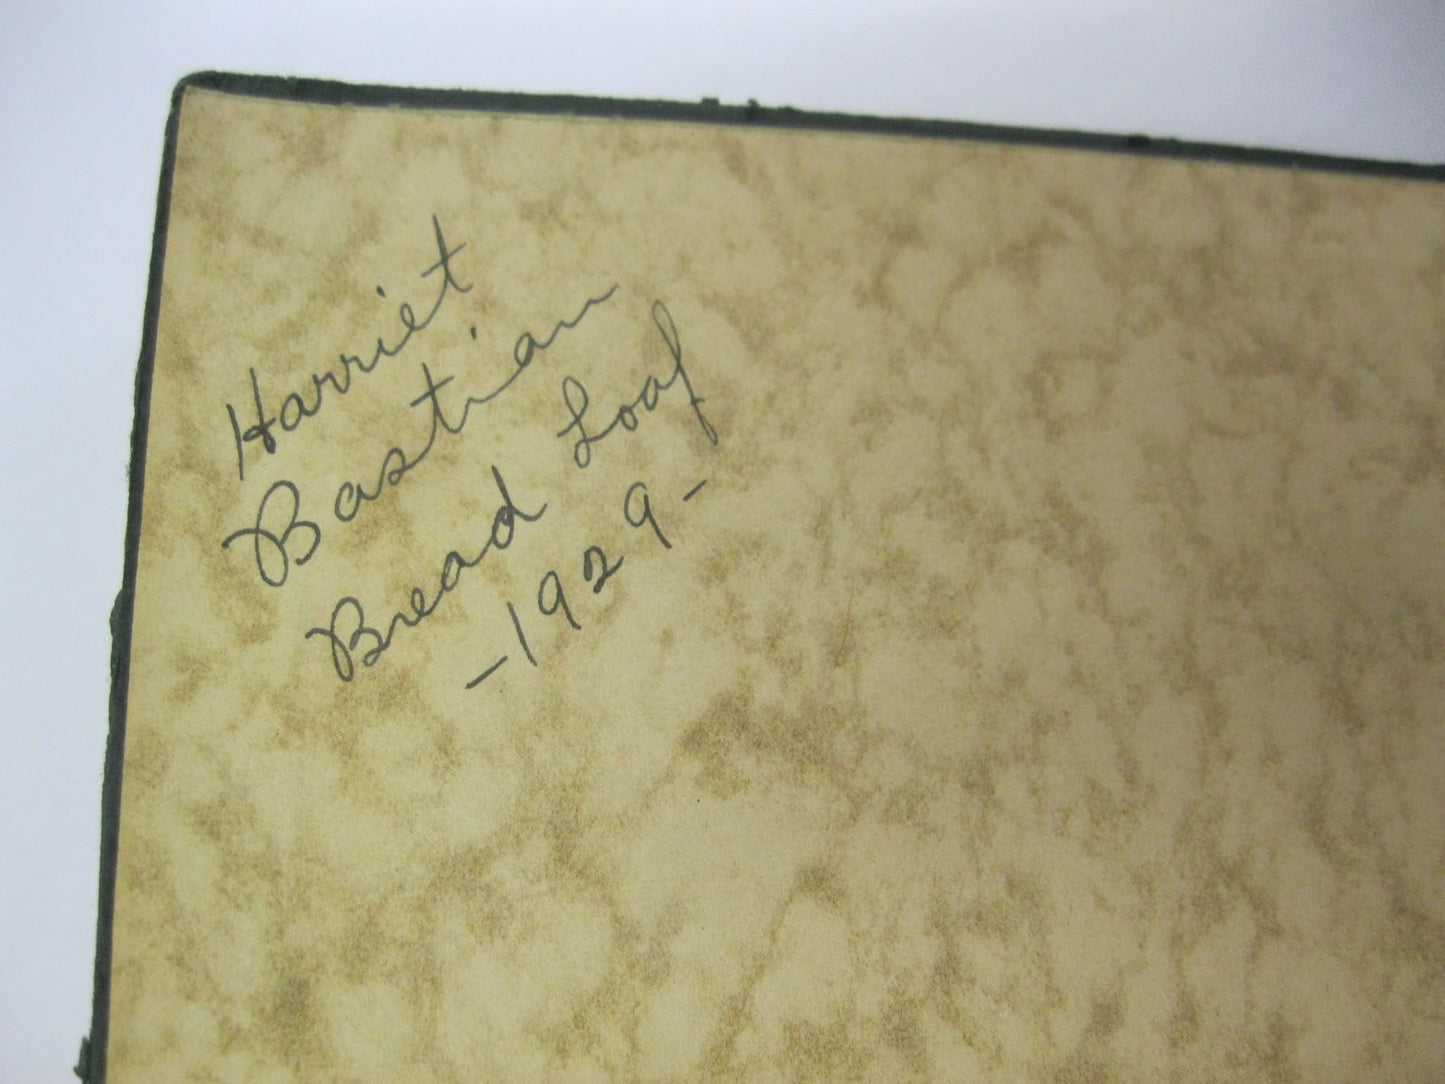 Harriet
Bastian
Bread Loaf
-1929-